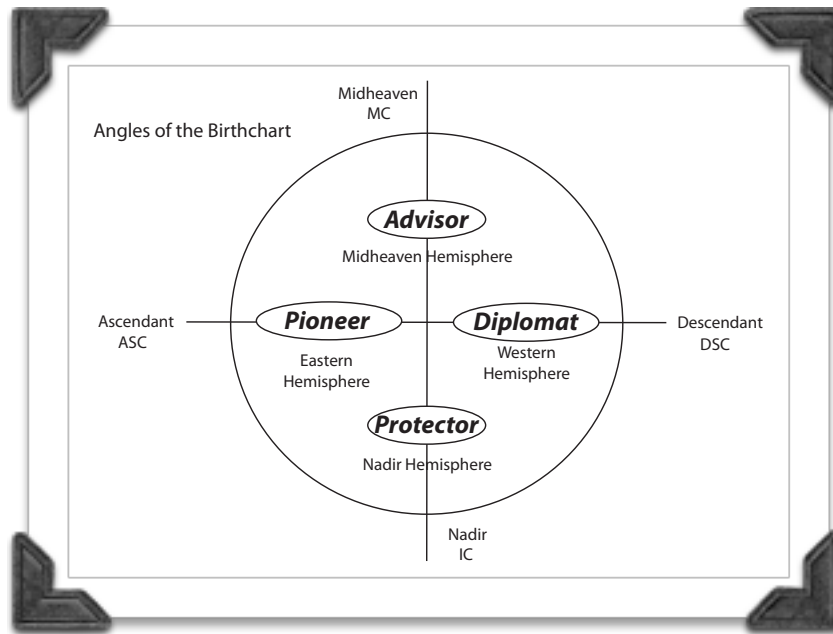 Midheaven
MC
Angles of the Birthchart
Advisor
Midheaven Hemisphere
Ascendant
ASC
Pioneer
Eastern
Hemisphere
Diplomat
Western
Hemisphere
Descendant
DSC
Protector
Nadir Hemisphere
Nadir
IC